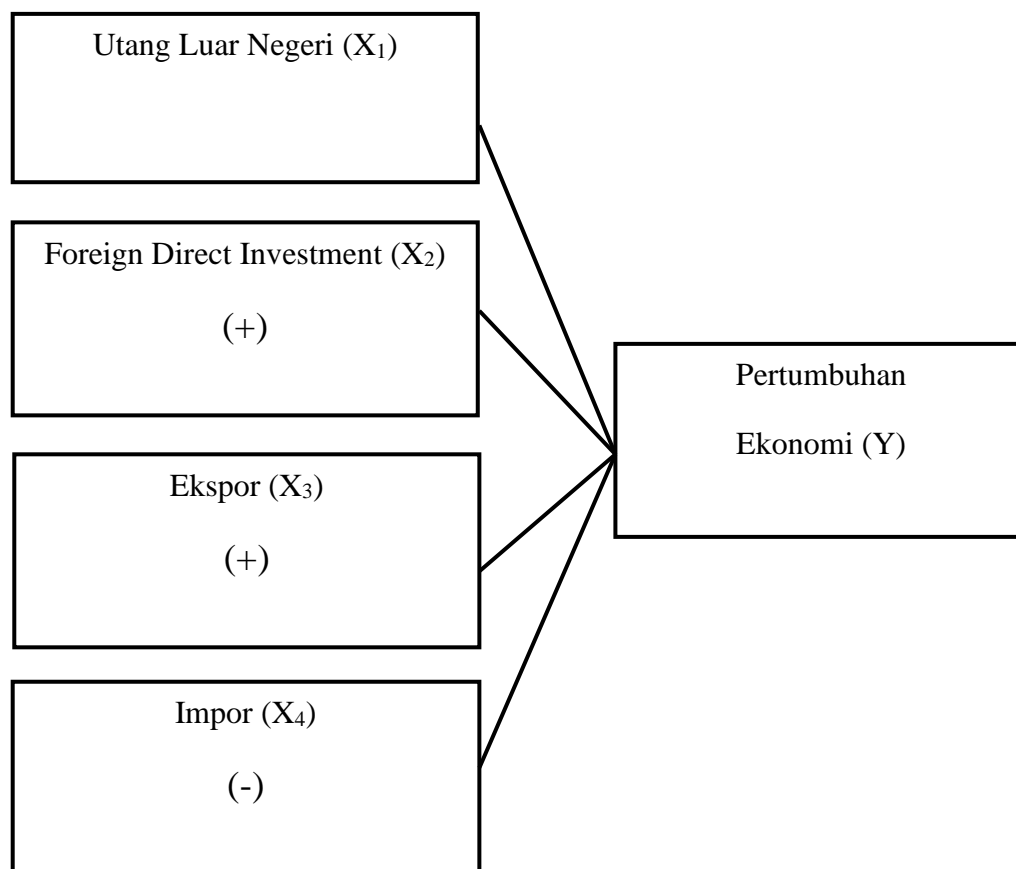 Utang Luar Negeri (X₁)
Foreign Direct Investment (X₂)
(+)
Ekspor (X₃)
(+)
Impor (X₄)
(-)
Pertumbuhan
Ekonomi (Y)